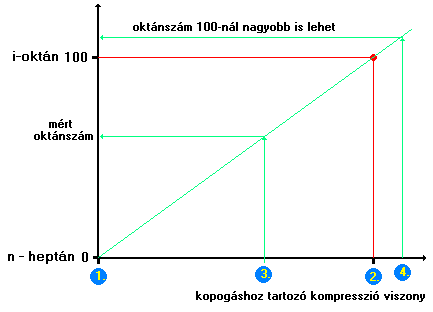 oktánszám 100-nál nagyobb is lehet
i-oktán 100
mért
oktánszám
n - heptán 0
1.
3.
2.
4.
kopogáshoz tartozó kompresszió viszony